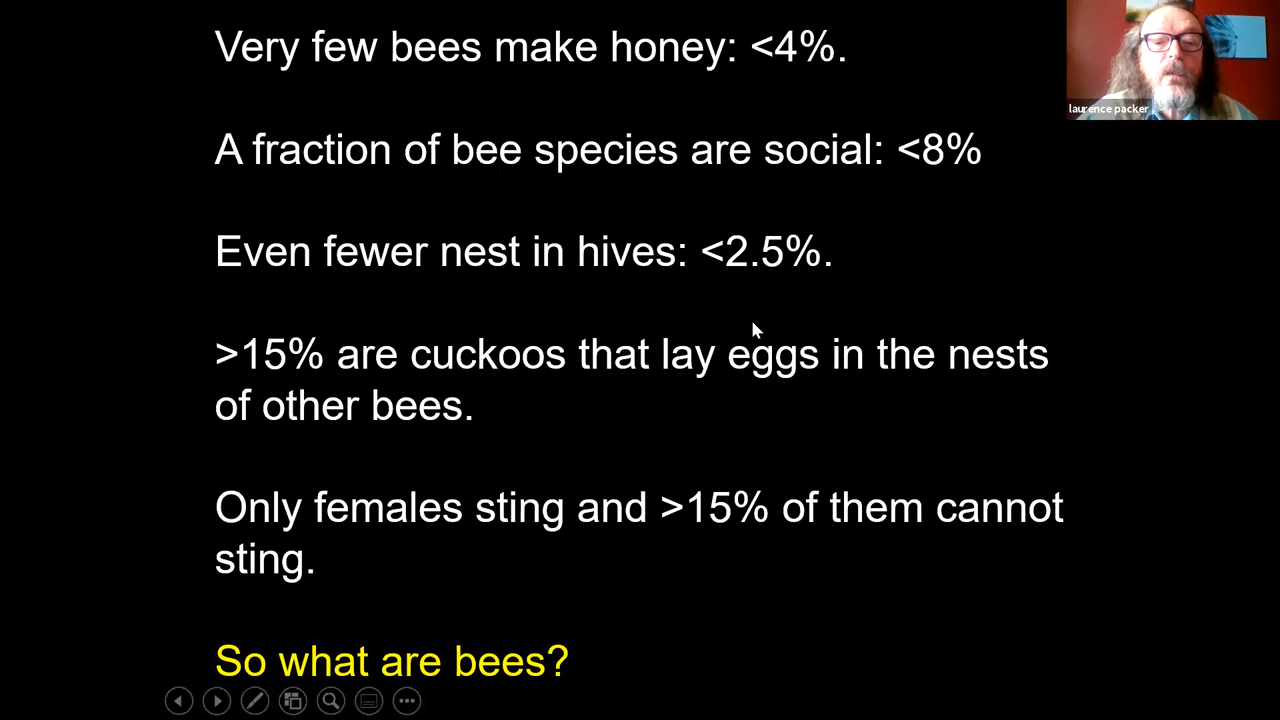 Very few bees make honey: <4%.
laurence packer
A fraction of bee species are social: <8%
Even fewer nest in hives: <2.5%.
>15% are cuckoos that lay eggs in the nests
of other bees.
Only females sting and >15% of them cannot
sting.
So what are bees?